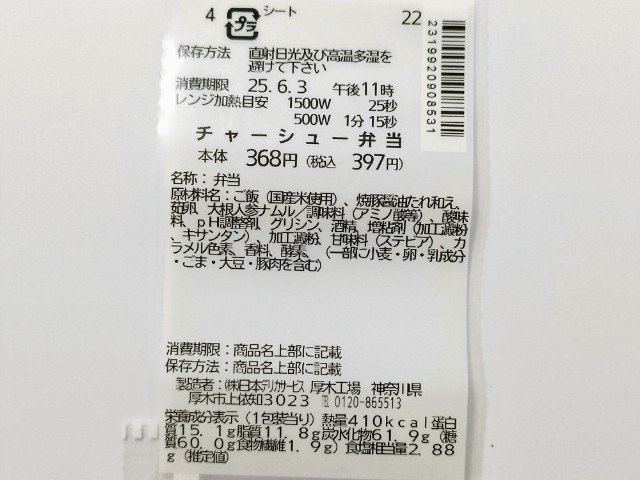 4 プラ シート 22
保存方法 直射日光及び高温多湿を
避けて下さい
消費期限 25.6.3 午後11時
レンジ加熱目安 1500W 25秒
500W 1分15秒
チャーシュー弁当
本体 368円(税込 397円)
2319920908531
名称：弁当
原材料名：ご飯（国産米使用）、焼豚醤油たれ和え、
茹卵、大根人参ナムル／調味料（アミノ酸等）、酸味
料、ｐＨ調整剤、グリシン、酒精、増粘剤（加工澱粉
、キサンタン）、加工澱粉、甘味料（ステビア）、カ
ラメル色素、香料、酵素、（一部に小麦・卵・乳成分
・ごま・大豆・豚肉を含む）
消費期限：商品名上部に記載
保存方法：商品名上部に記載
製造者：㈱日本デリカサービス 厚木工場 神奈川県
厚木市上依知3023 ℡ 0120-865513
栄養成分表示（1包装当り）熱量410kcal蛋白
質15.1g脂質11.8g炭水化物61.9g（糖
質60.0g食物繊維1.9g）食塩相当量2.88
g（推定値）